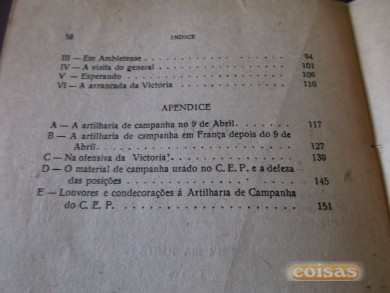 58 INDICE
III — Em Ambletense . . . . . . . . . . . 94
IV — A visita do general . . . . . . . . . . 101
V — Esperando . . . . . . . . . . . . 106
VI — A arrancada da Victoria . . . . . . . . 110
APENDICE
A — A artilharia de campanha no 9 de Abril . . . . 117
B — A artilharia de campanha em França depois do 9 de
Abril . . . . . . . . . . . . . . . 127
C — Na ofensiva da Victoria . . . . . . . . . 139
D — O material de campanha usado no C. E. P. e a defeza
das posições . . . . . . . . . . . . 145
E — Louvores e condecorações á Artilharia de Campanha
do C. E. P. . . . . . . . . . . . . . 151
coisas